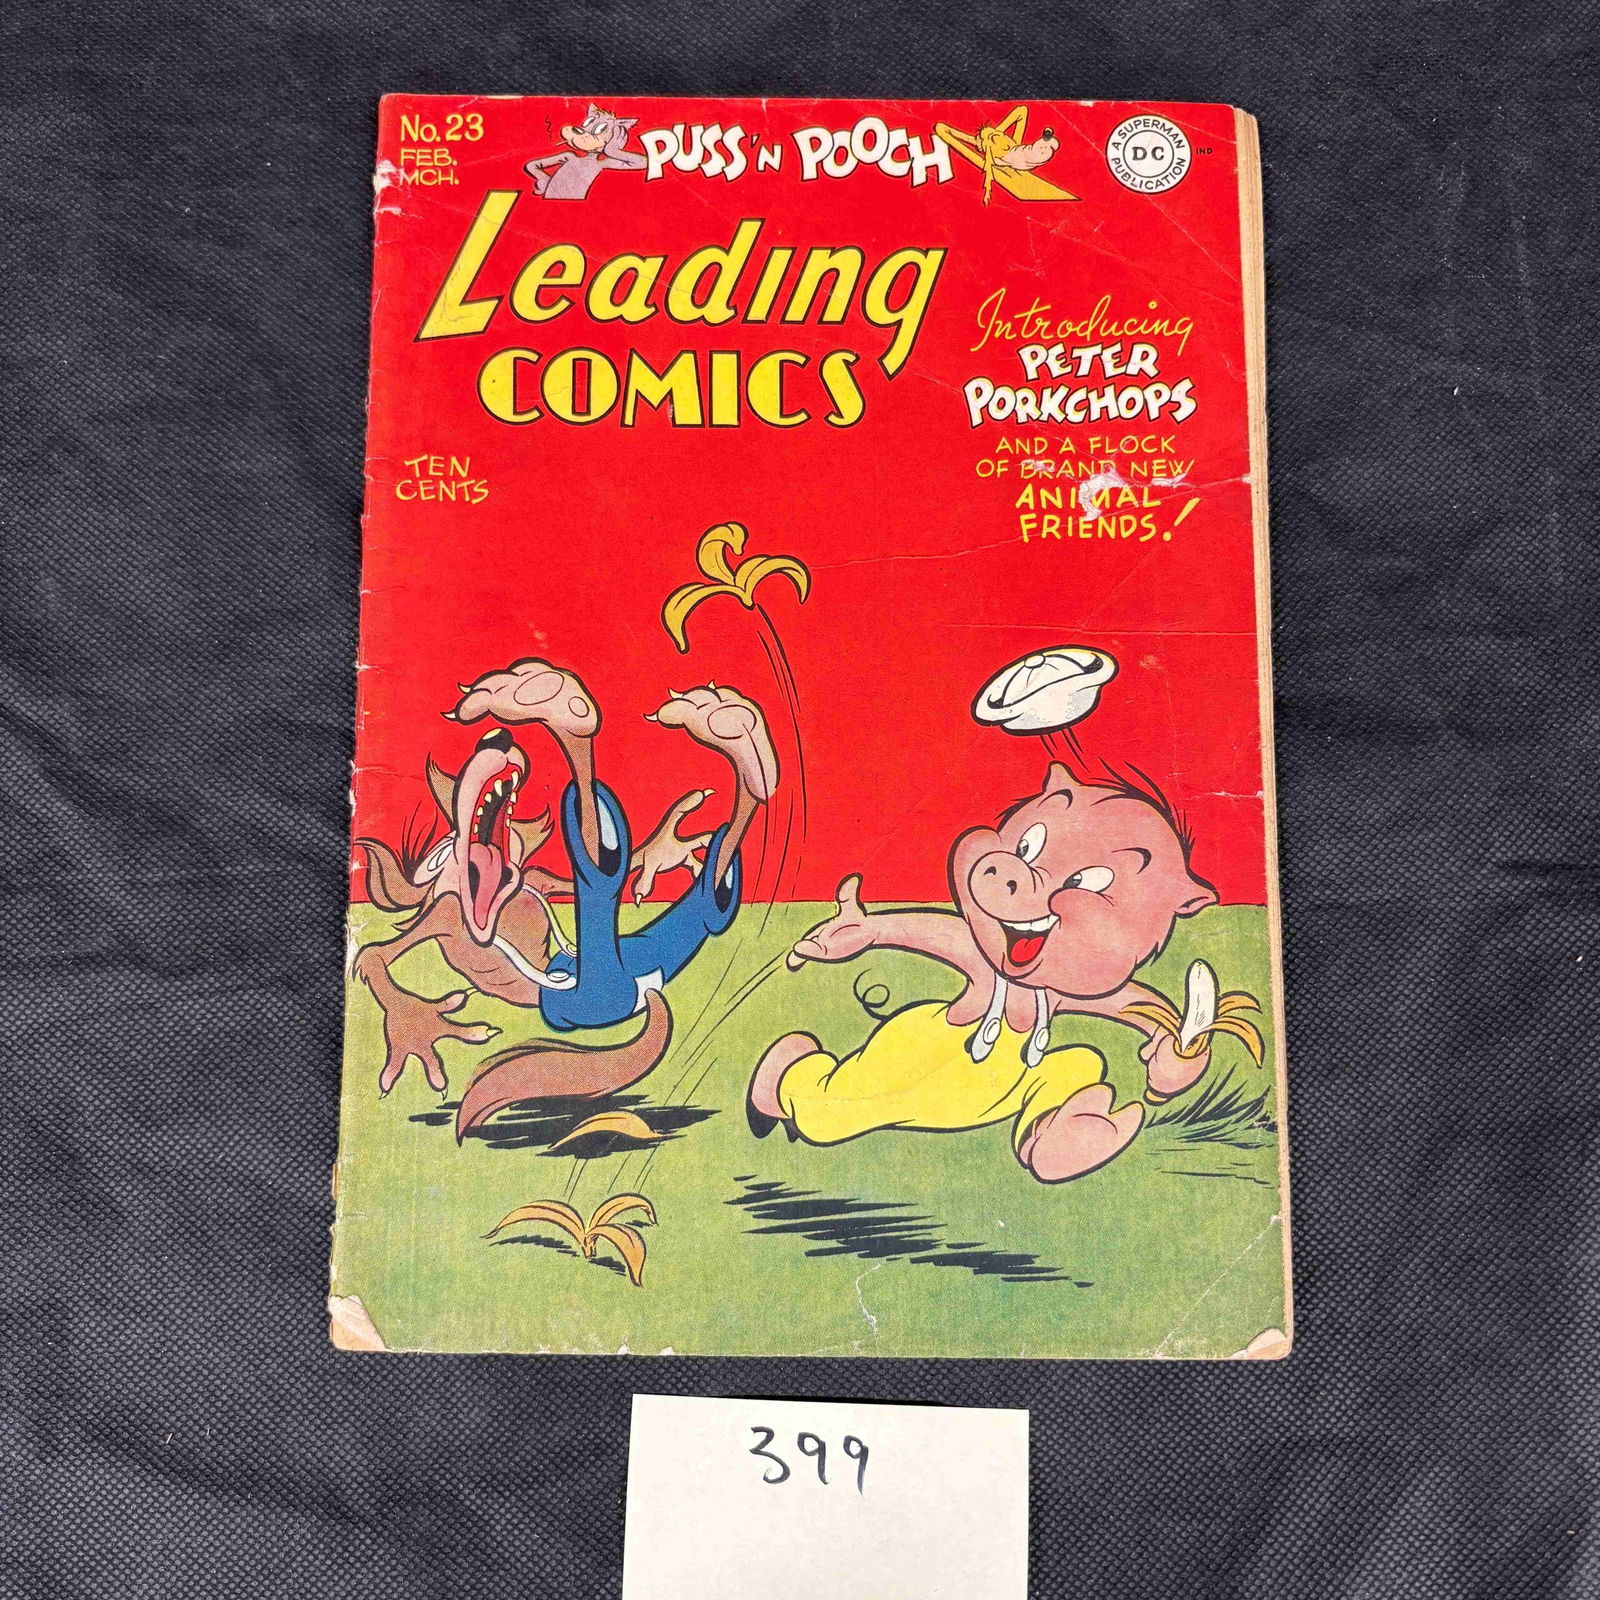 No. 23
FEB.
MCH.
PUSS 'N POOCH
A SUPERMAN
DC
PUBLICATION
IND
Leading
COMICS
Introducing
PETER
PORKCHOPS
AND A FLOCK
OF BRAND NEW
ANIMAL
FRIENDS!
TEN
CENTS
399